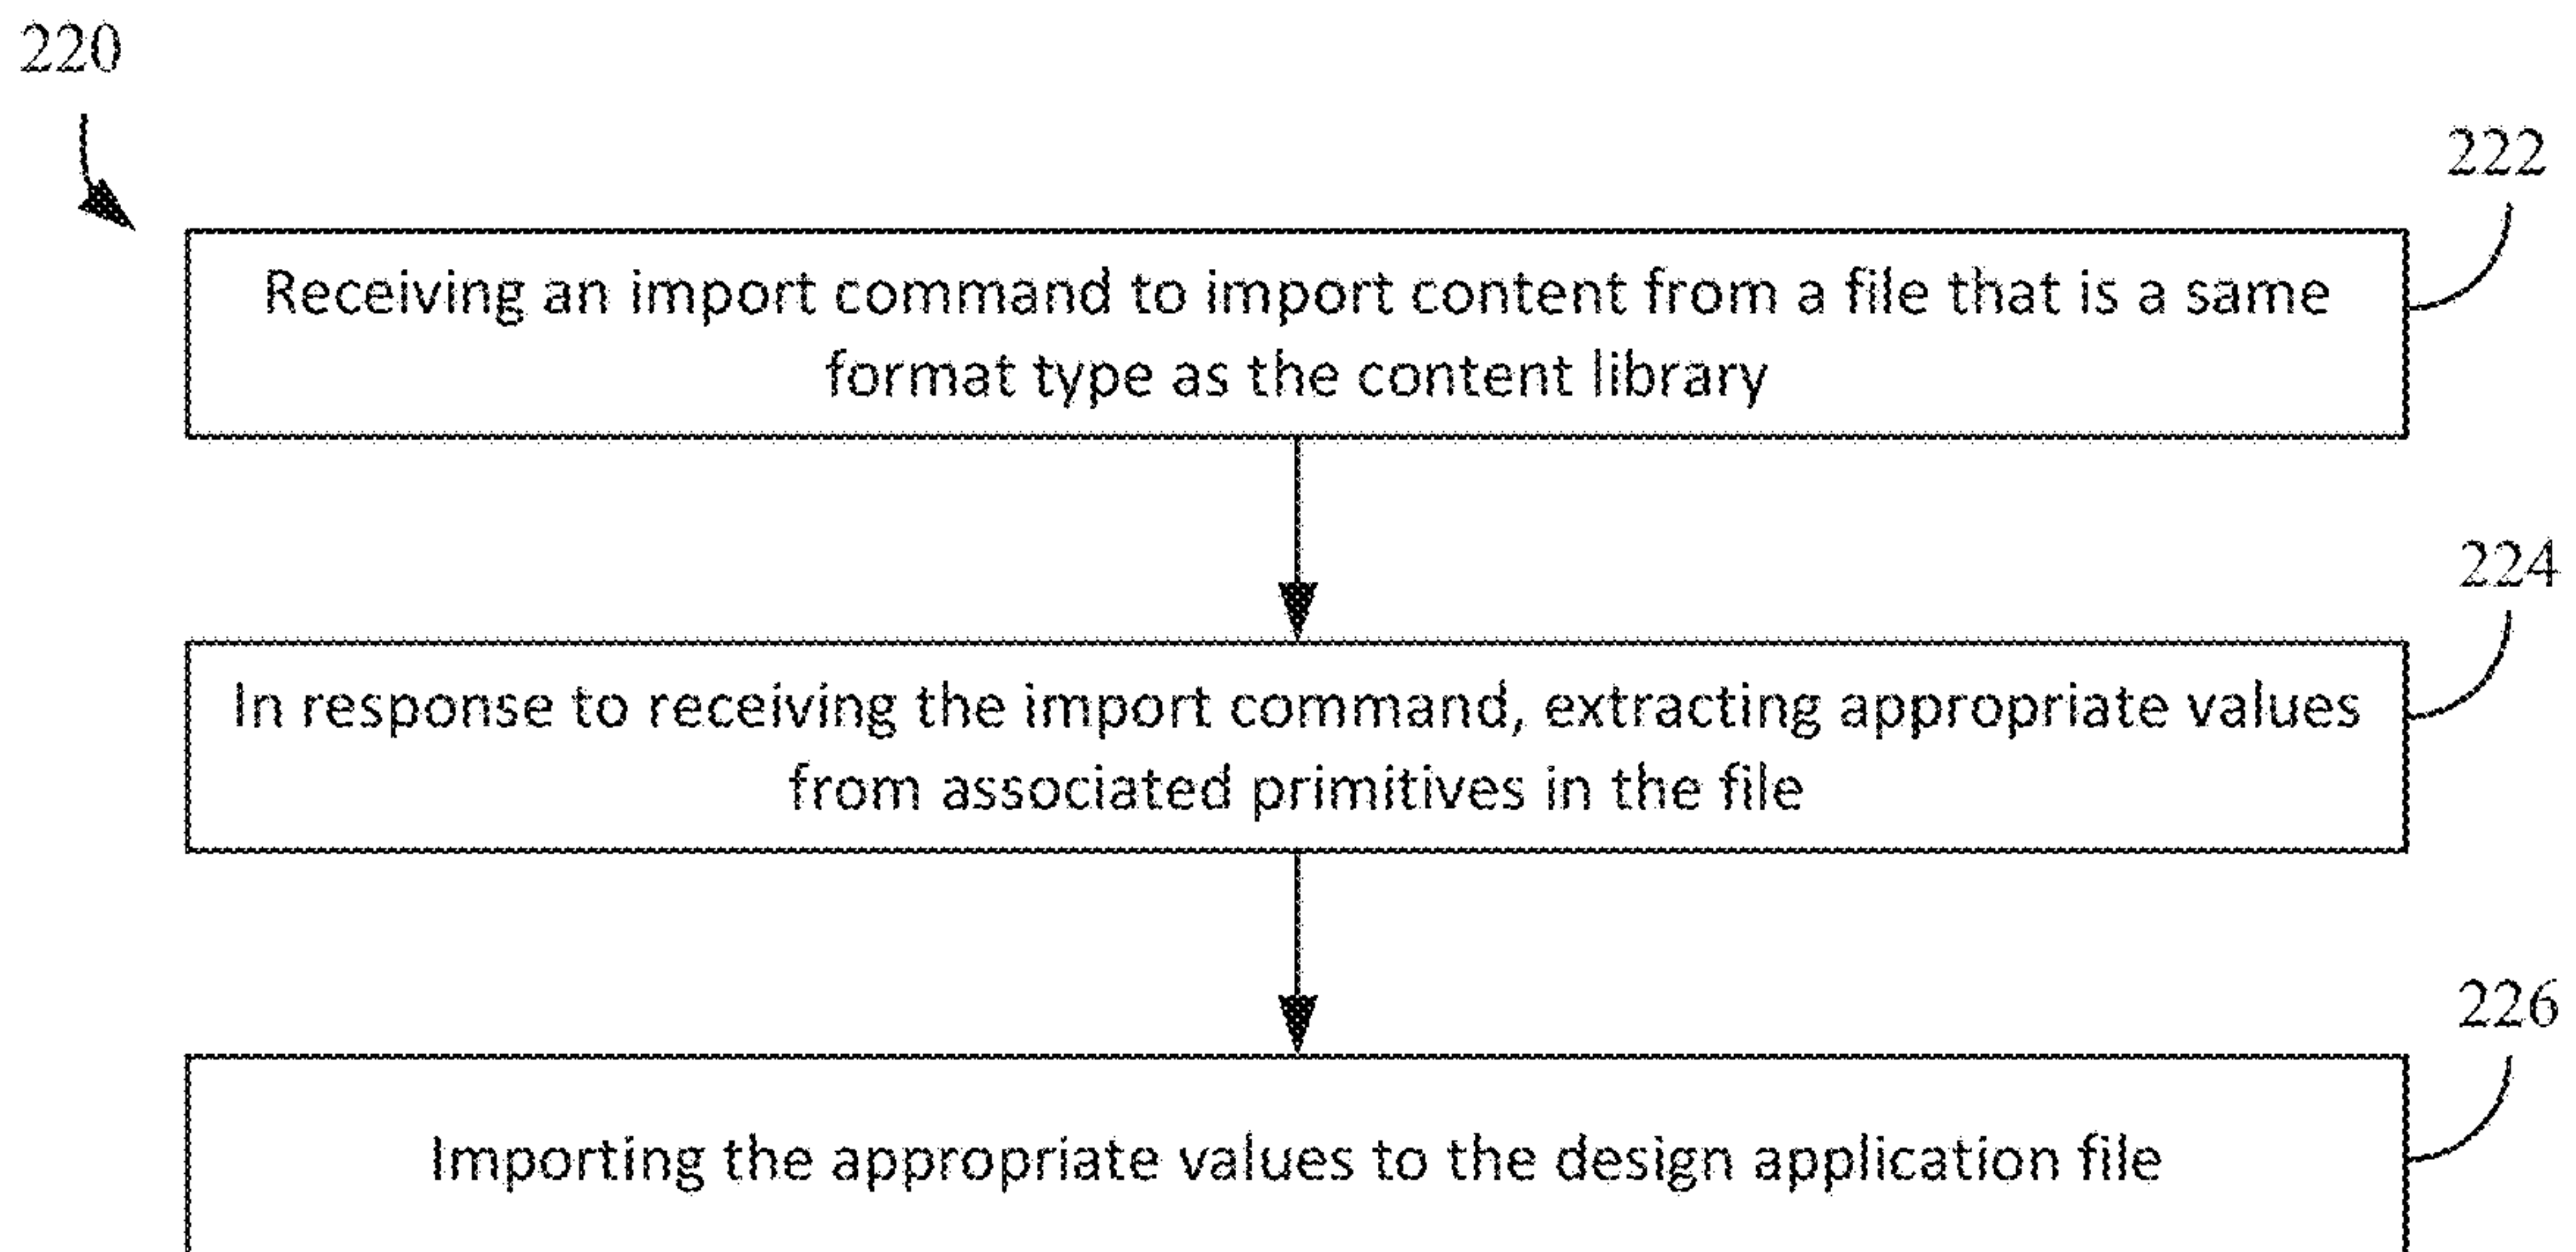 220
222
Receiving an import command to import content from a file that is a same
format type as the content library
224
In response to receiving the import command, extracting appropriate values
from associated primitives in the file
226
Importing the appropriate values to the design application file